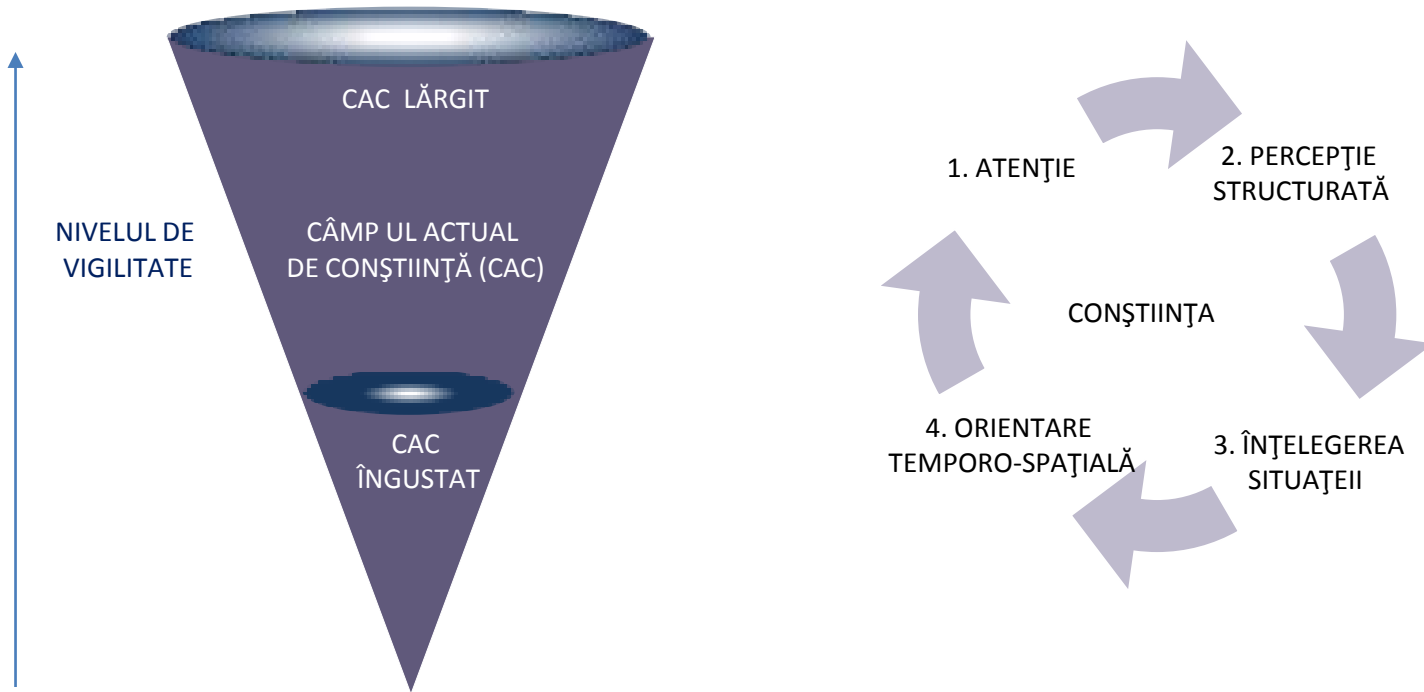 CAC LĂRGIT
NIVELUL DE
VIGILITATE
CÂMP UL ACTUAL
DE CONŞTIINŢĂ (CAC)
CAC
ÎNGUSTAT
1. ATENŢIE
2. PERCEPŢIE
STRUCTURATĂ
CONŞTIINŢA
3. ÎNŢELEGEREA
SITUAŢEII
4. ORIENTARE
TEMPORO-SPAŢIALĂ